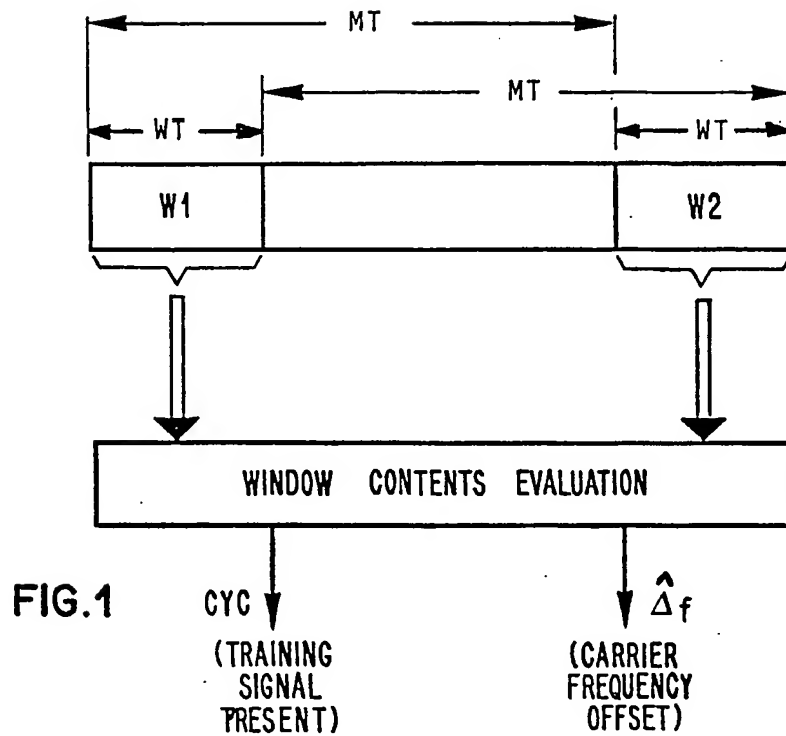 MT
MT
WT
WT
W1
W2
WINDOW CONTENTS EVALUATION
FIG.1
CYC
Δ̂f
(TRAINING
SIGNAL
PRESENT)
(CARRIER
FREQUENCY
OFFSET)